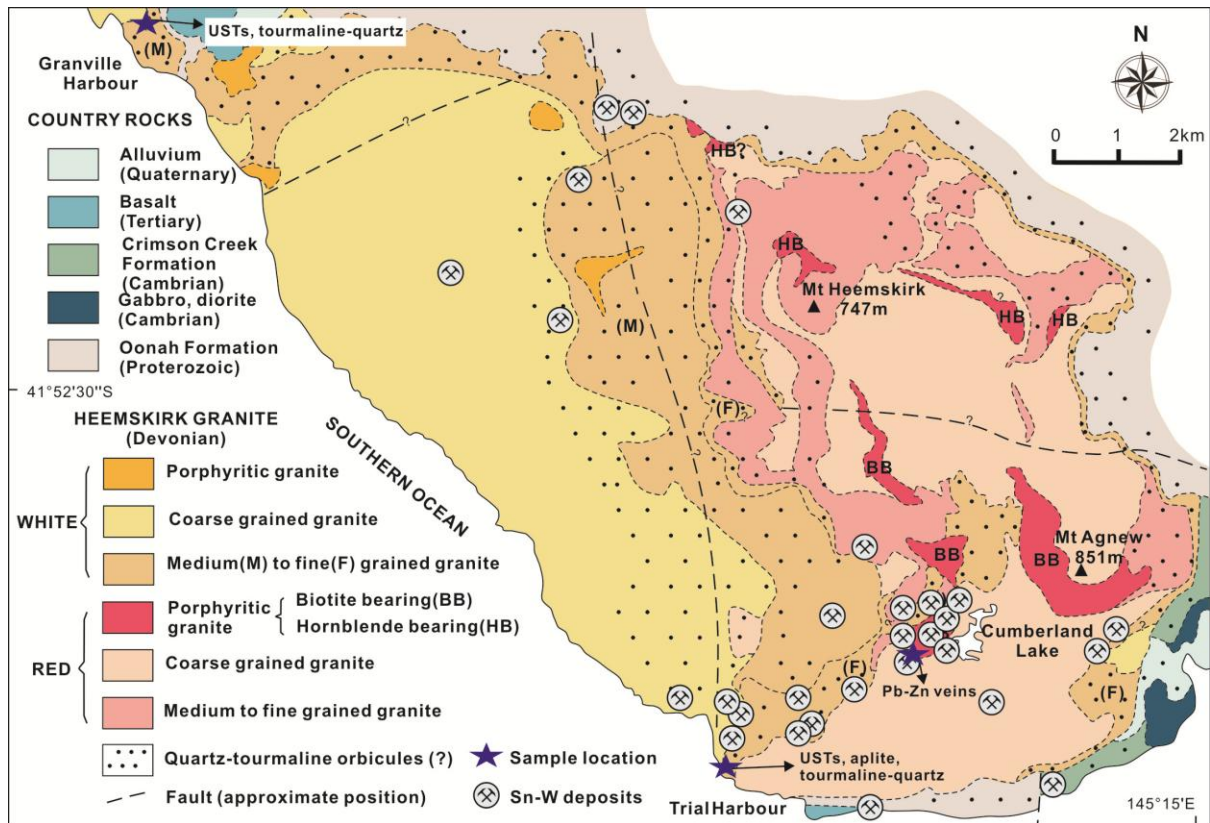 USTs, tourmaline-quartz
(M)
Granville
Harbour
N
0 1 2km
COUNTRY ROCKS
Alluvium
(Quaternary)
Basalt
(Tertiary)
Crimson Creek
Formation
(Cambrian)
Gabbro, diorite
(Cambrian)
Oonah Formation
(Proterozoic)
41°52'30"S
?
HB?
HB
Mt Heemskirk
747m
?
HB
HB
(M)
?
?
(F)
?
?
BB
SOUTHERN OCEAN
HEEMSKIRK GRANITE
(Devonian)
WHITE
Porphyritic granite
Coarse grained granite
Medium(M) to fine(F) grained granite
RED
Porphyritic
granite
Biotite bearing(BB)
Hornblende bearing(HB)
Coarse grained granite
Medium to fine grained granite
Quartz-tourmaline orbicules (?)
Fault (approximate position)
Sample location
Sn-W deposits
BB
BB
Mt Agnew
851m
Cumberland
Lake
?
(F)
Pb-Zn veins
(F)
USTs, aplite,
tourmaline-quartz
Trial Harbour
145°15'E